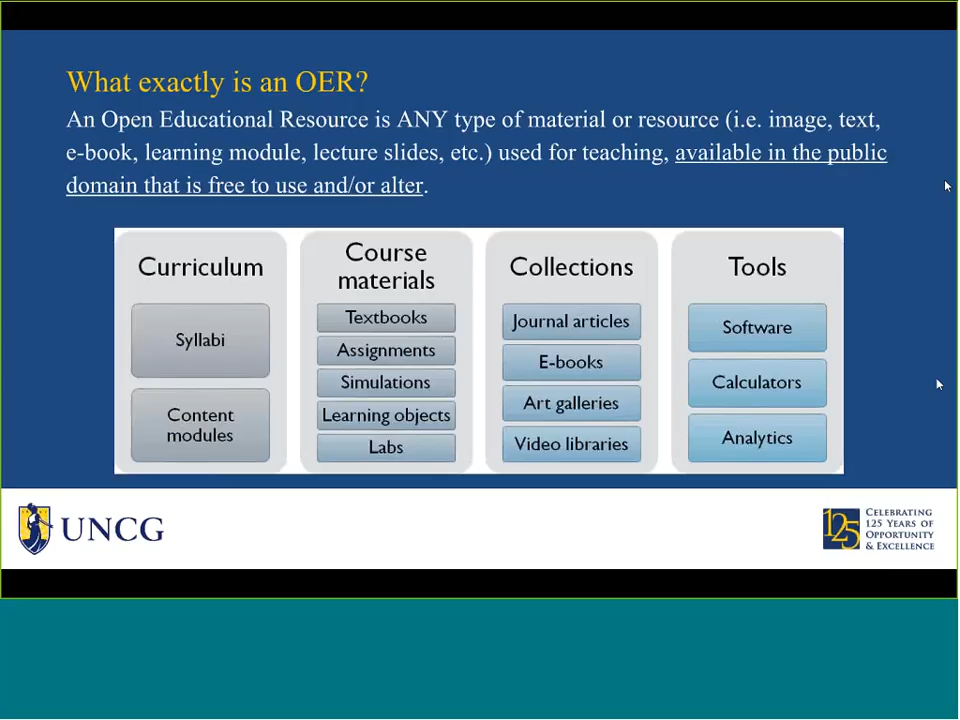 What exactly is an OER?
An Open Educational Resource is ANY type of material or resource (i.e. image, text,
e-book, learning module, lecture slides, etc.) used for teaching, available in the public
domain that is free to use and/or alter.
Curriculum
Syllabi
Content
modules
Course
materials
Textbooks
Assignments
Simulations
Learning objects
Labs
Collections
Journal articles
E-books
Art galleries
Video libraries
Tools
Software
Calculators
Analytics
UNCG
125
CELEBRATING
125 YEARS OF
OPPORTUNITY
& EXCELLENCE